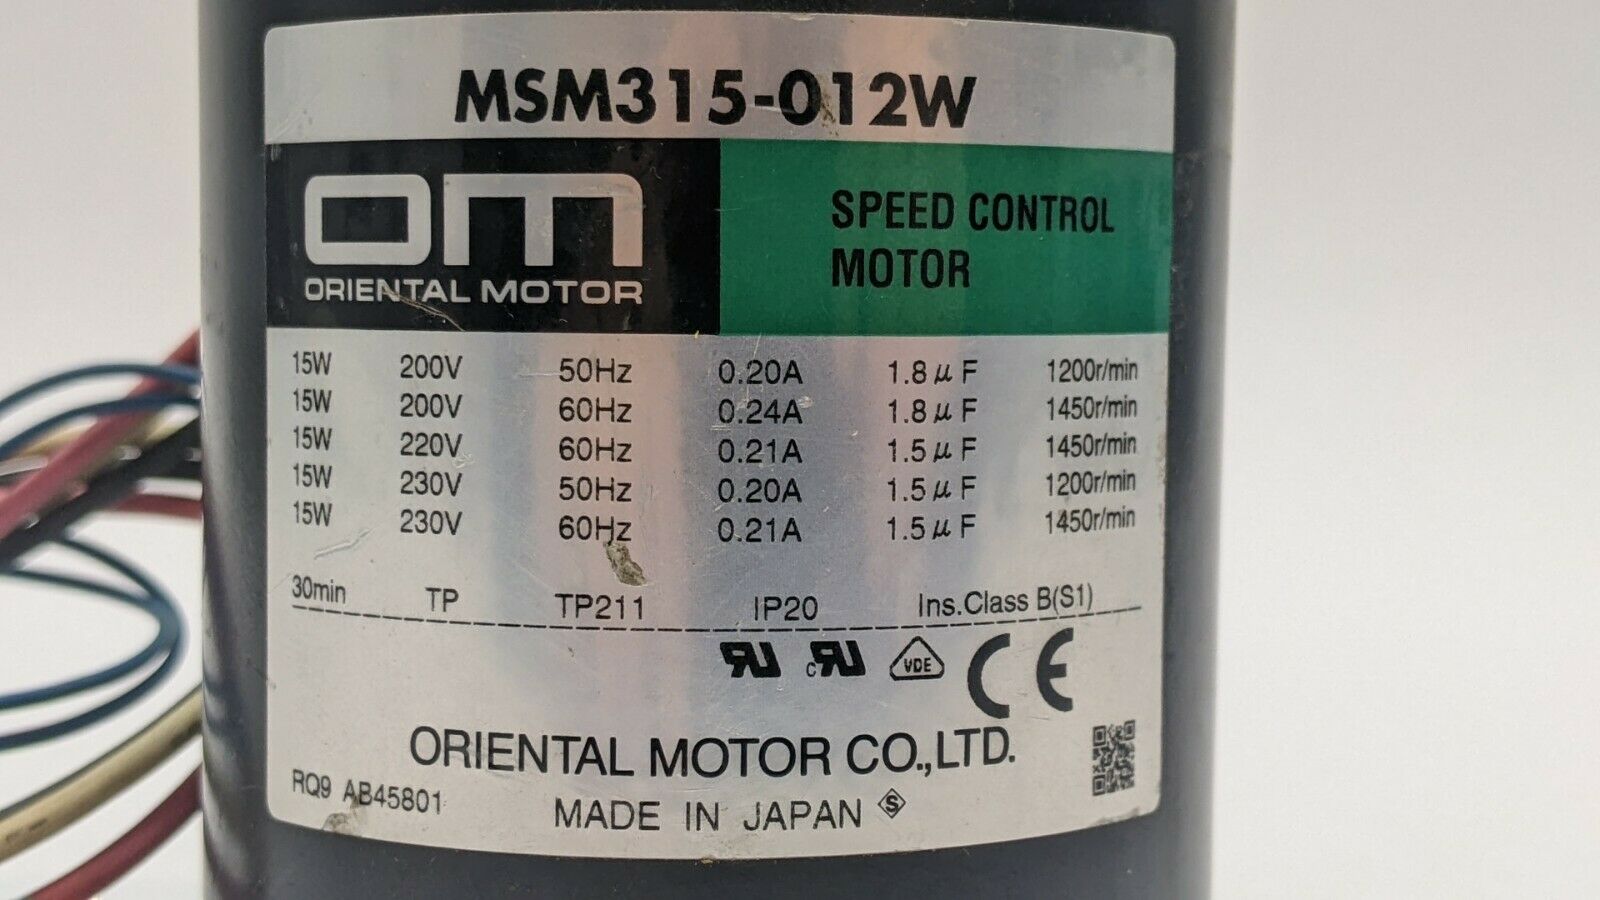 MSM315-012W
OM
ORIENTAL MOTOR
SPEED CONTROL
MOTOR
15W 200V 50Hz 0.20A 1.8μF 1200r/min
15W 200V 60Hz 0.24A 1.8μF 1450r/min
15W 220V 60Hz 0.21A 1.5μF 1450r/min
15W 230V 50Hz 0.20A 1.5μF 1200r/min
15W 230V 60Hz 0.21A 1.5μF 1450r/min
30min TP TP211 IP20 Ins.Class B(S1)
RU cRU VDE CE
ORIENTAL MOTOR CO.,LTD.
RQ9 AB45801
MADE IN JAPAN S